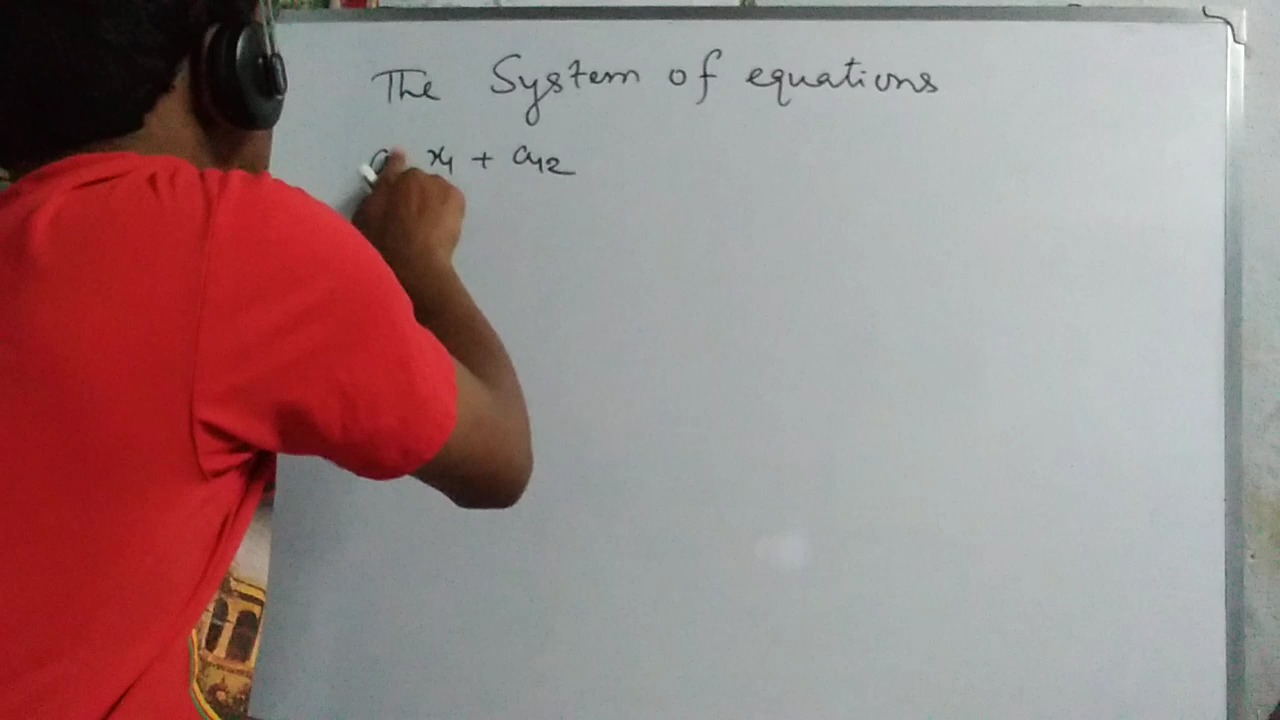 The System of equations
a x₁ + a₁₂